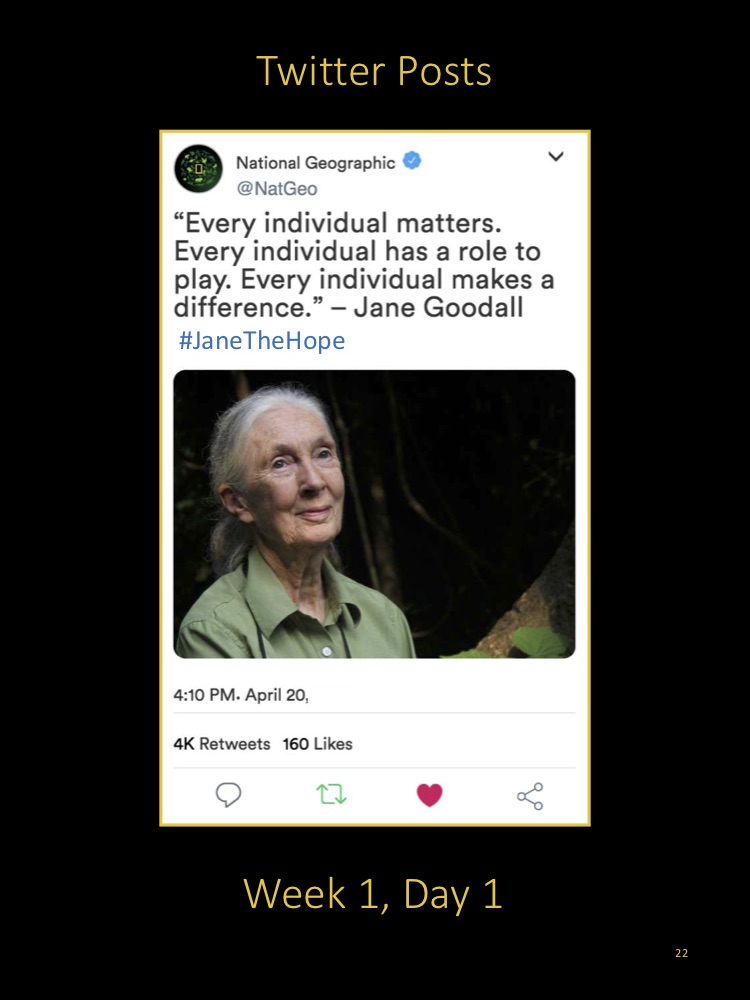 Twitter Posts
National Geographic
@NatGeo
“Every individual matters.
Every individual has a role to
play. Every individual makes a
difference.” – Jane Goodall
#JaneTheHope
4:10 PM. April 20,
4K Retweets 160 Likes
Week 1, Day 1
22